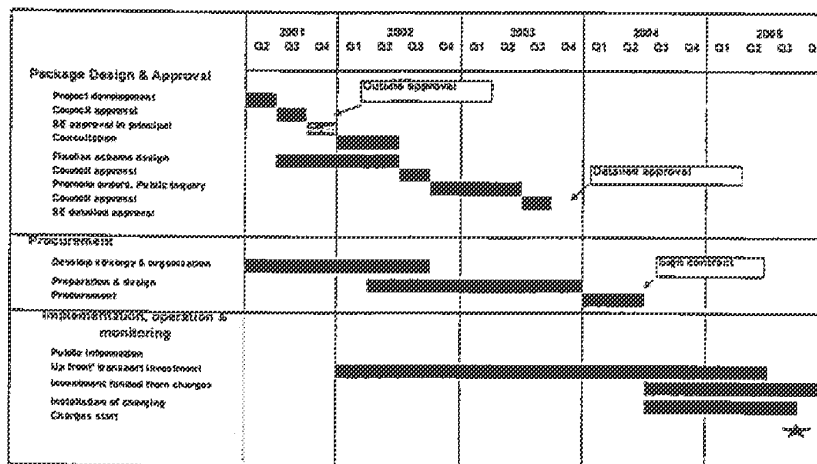 2001 2002 2003 2004 2005
Q2 Q3 Q4 Q1 Q2 Q3 Q4 Q1 Q2 Q3 Q4 Q1 Q2 Q3 Q4 Q1 Q2 Q3
Package Design & Approval
Outline approval
Project development
Council approval
SE approval in principal
Consultation
Finalise scheme design
Council approval
Detailed approval
Promote orders, Public inquiry
Council approval
SE detailed approval
Procurement
Develop strategy & organisation
Sign contract
Preparation & design
Procurement
Implementation, operation &
monitoring
Public information
Up front' transport investment
Investment funded from charges
Installation of charging
Charges start